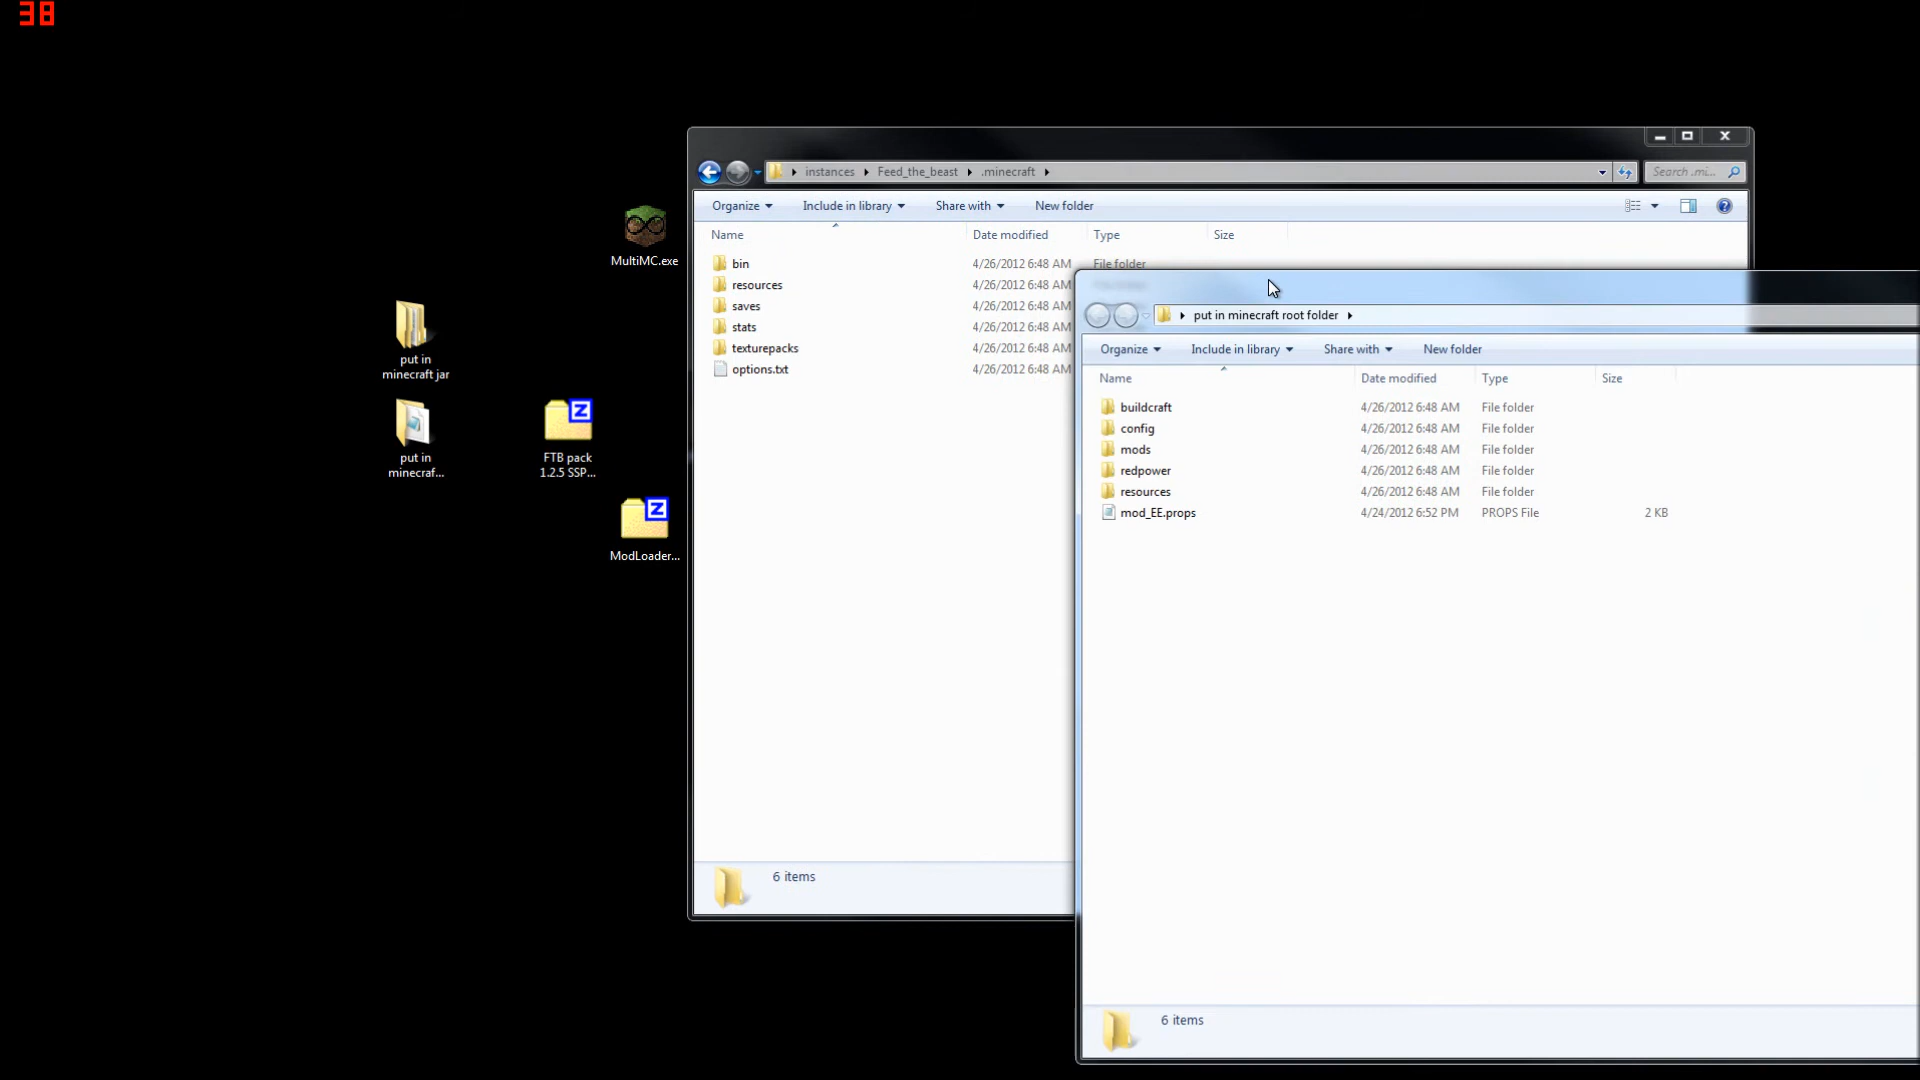 38
instances Feed_the_beast .minecraft
Search .mi...
Organize Include in library Share with New folder
Name Date modified Type Size
bin 4/26/2012 6:48 AM File folder
resources 4/26/2012 6:48 AM
saves 4/26/2012 6:48 AM
stats 4/26/2012 6:48 AM
texturepacks 4/26/2012 6:48 AM
options.txt 4/26/2012 6:48 AM
6 items
MultiMC.exe
put in
minecraft jar
put in
minecraf...
FTB pack
1.2.5 SSP...
ModLoader...
put in minecraft root folder
Organize Include in library Share with New folder
Name Date modified Type Size
buildcraft 4/26/2012 6:48 AM File folder
config 4/26/2012 6:48 AM File folder
mods 4/26/2012 6:48 AM File folder
redpower 4/26/2012 6:48 AM File folder
resources 4/26/2012 6:48 AM File folder
mod_EE.props 4/24/2012 6:52 PM PROPS File 2 KB
6 items